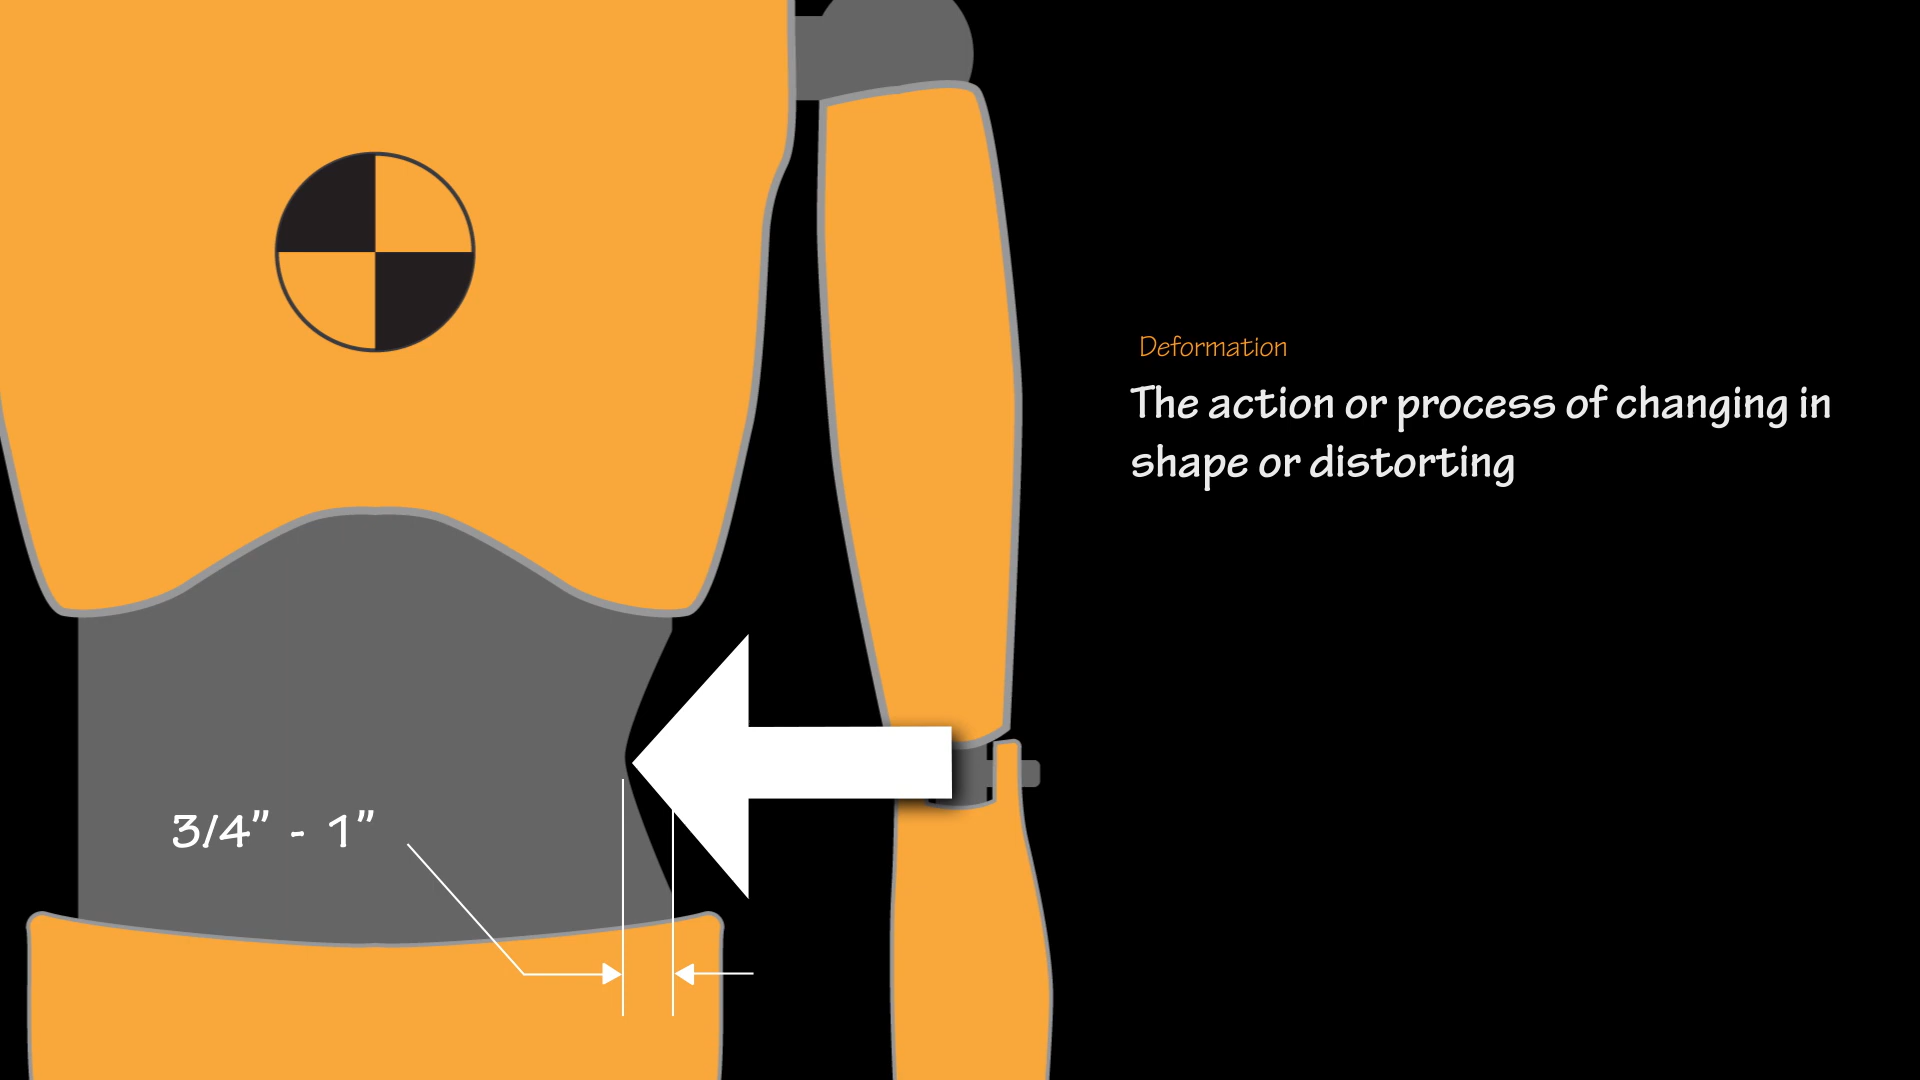 Deformation
The action or process of changing in
shape or distorting
3/4” - 1”